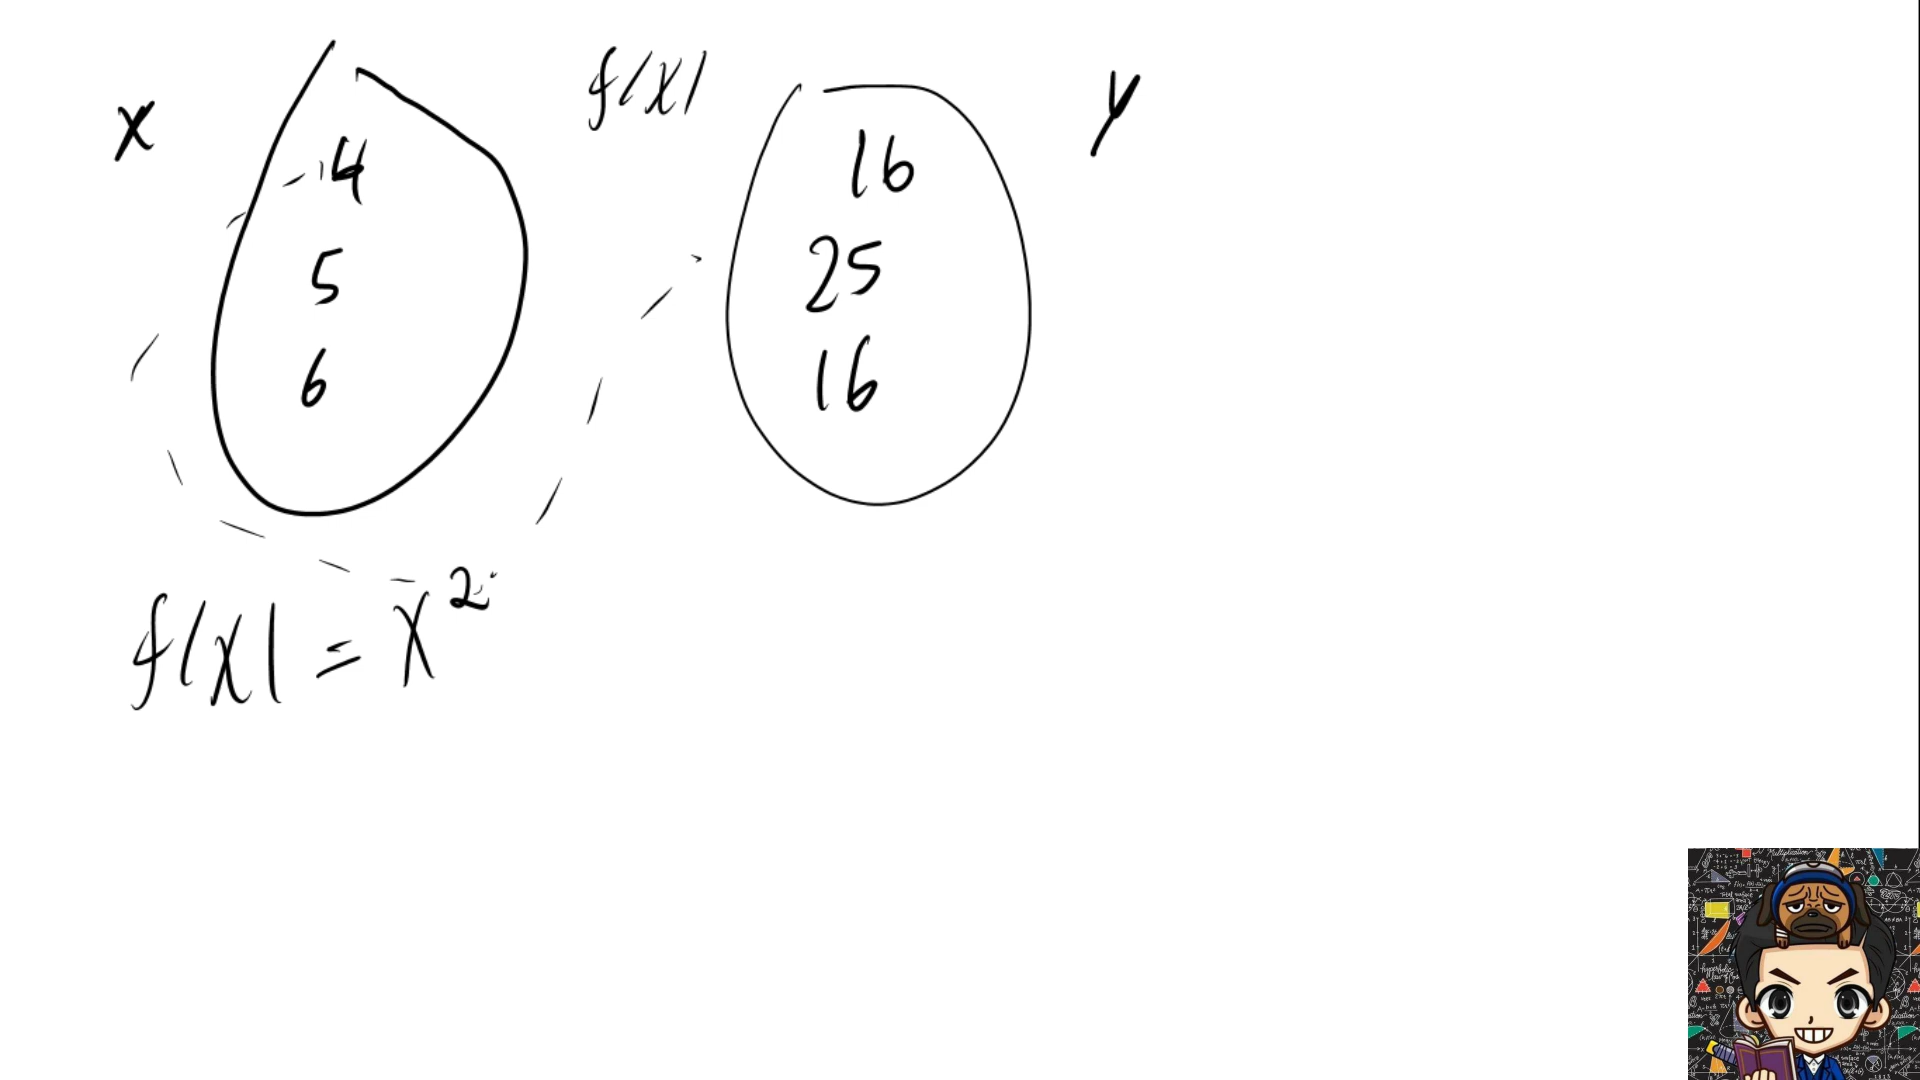 x f(x) y
-4 16
5 25
6 16
f(x) = x²